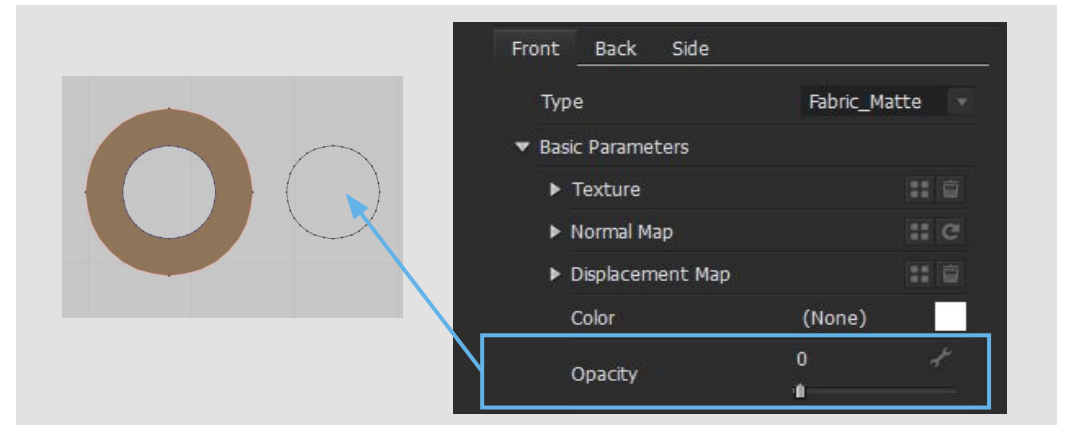 Front Back Side
Type Fabric_Matte
Basic Parameters
Texture
Normal Map
Displacement Map
Color (None)
Opacity 0